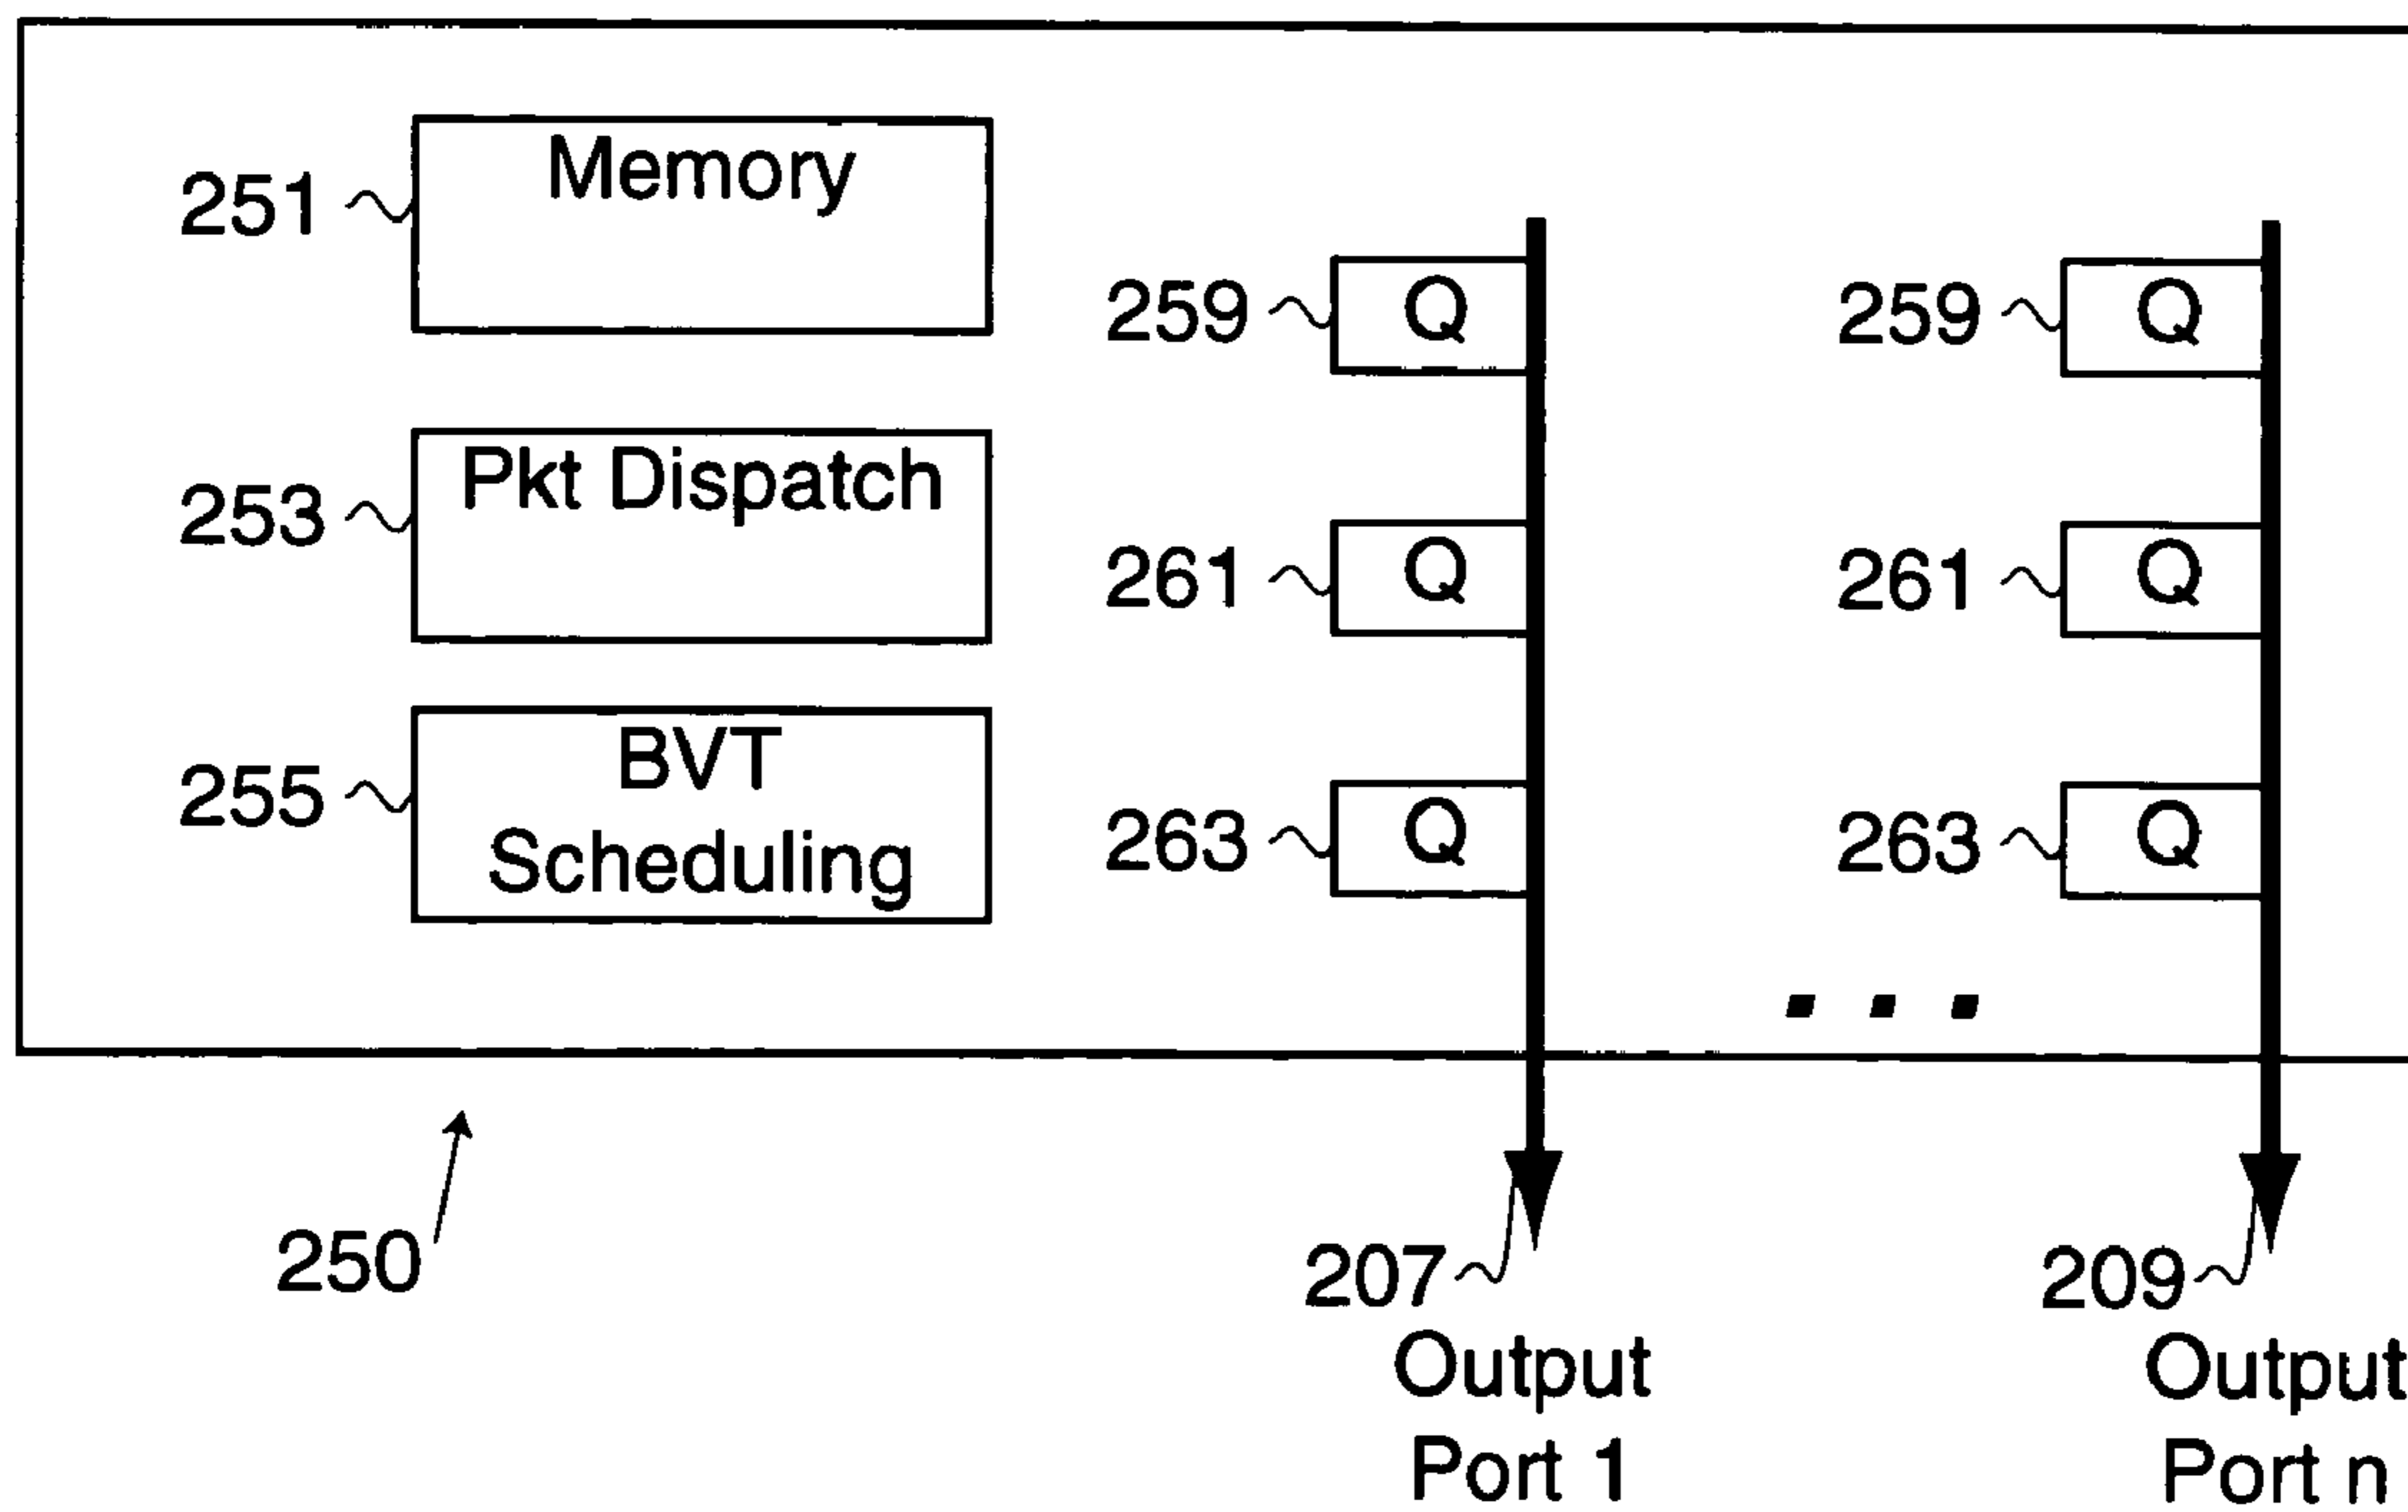 251 Memory
259 Q 259 Q
253 Pkt Dispatch
261 Q 261 Q
255 BVT
Scheduling
263 Q 263 Q
...
250 207 209
Output Output
Port 1 Port n